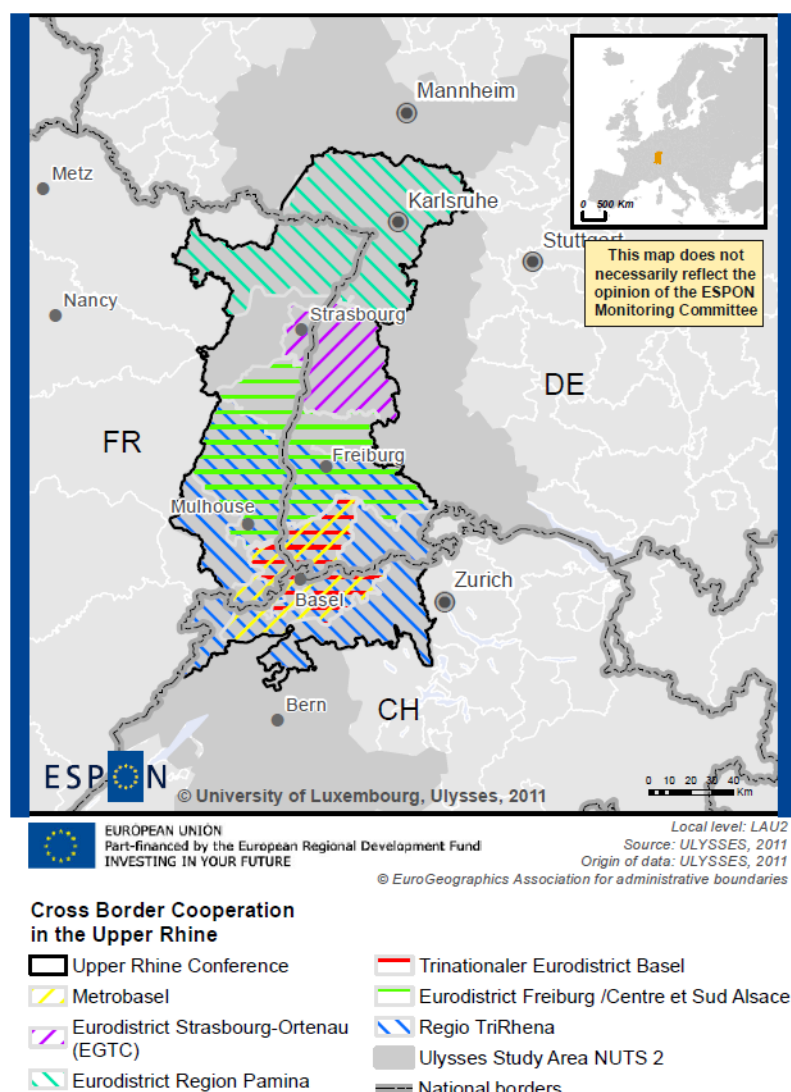 Mannheim
Metz
Karlsruhe
0 500 Km
Stuttgart
This map does not
necessarily reflect the
opinion of the ESPON
Monitoring Committee
Nancy
Strasbourg
DE
FR
Freiburg
Mulhouse
Zurich
Basel
Bern
CH
ESPON
© University of Luxembourg, Ulysses, 2011
0 10 20 30 40
Km
EUROPEAN UNION
Part-financed by the European Regional Development Fund
INVESTING IN YOUR FUTURE
Local level: LAU2
Source: ULYSSES, 2011
Origin of data: ULYSSES, 2011
© EuroGeographics Association for administrative boundaries
Cross Border Cooperation
in the Upper Rhine
Upper Rhine Conference
Metrobasel
Eurodistrict Strasbourg-Ortenau
(EGTC)
Eurodistrict Region Pamina
Trinationaler Eurodistrict Basel
Eurodistrict Freiburg /Centre et Sud Alsace
Regio TriRhena
Ulysses Study Area NUTS 2
National borders